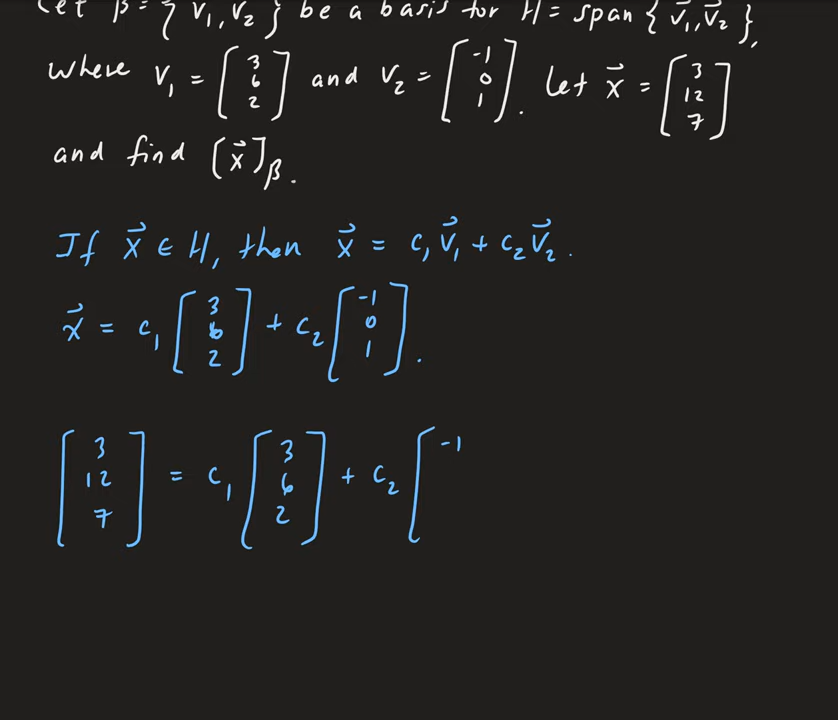 Let β = { v₁, v₂ } be a basis for H = span { v⃗₁, v⃗₂ },
where v₁ = [3 6 2] and v₂ = [-1 0 1]. Let x⃗ = [3 12 7]
and find [x⃗]β.
If x⃗ ∈ H, then x⃗ = c₁v⃗₁ + c₂v⃗₂.
x⃗ = c₁ [3 6 2] + c₂ [-1 0 1].
[3 12 7] = c₁ [3 6 2] + c₂ [-1